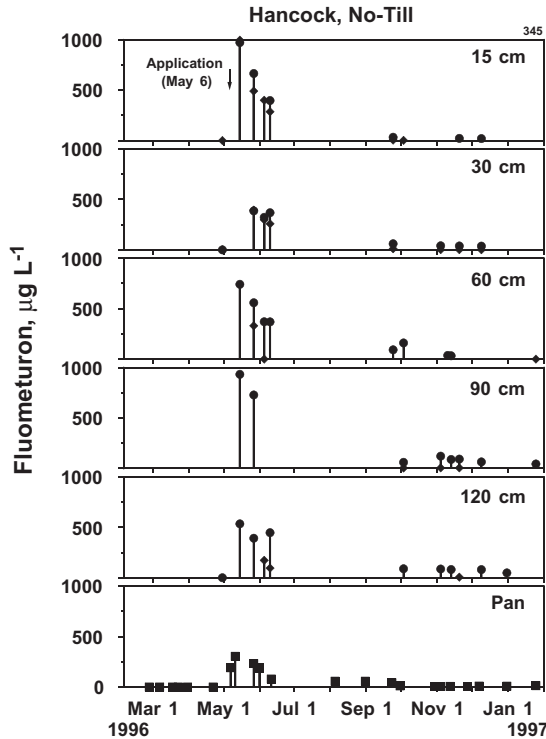 Hancock, No-Till
345
1000
15 cm
Application
(May 6)
500
1000
30 cm
500
1000
60 cm
500
1000
90 cm
500
1000
120 cm
500
1000
Pan
500
0
Fluometuron, μg L-1
Mar 1 May 1 Jul 1 Sep 1 Nov 1 Jan 1
1996 1997